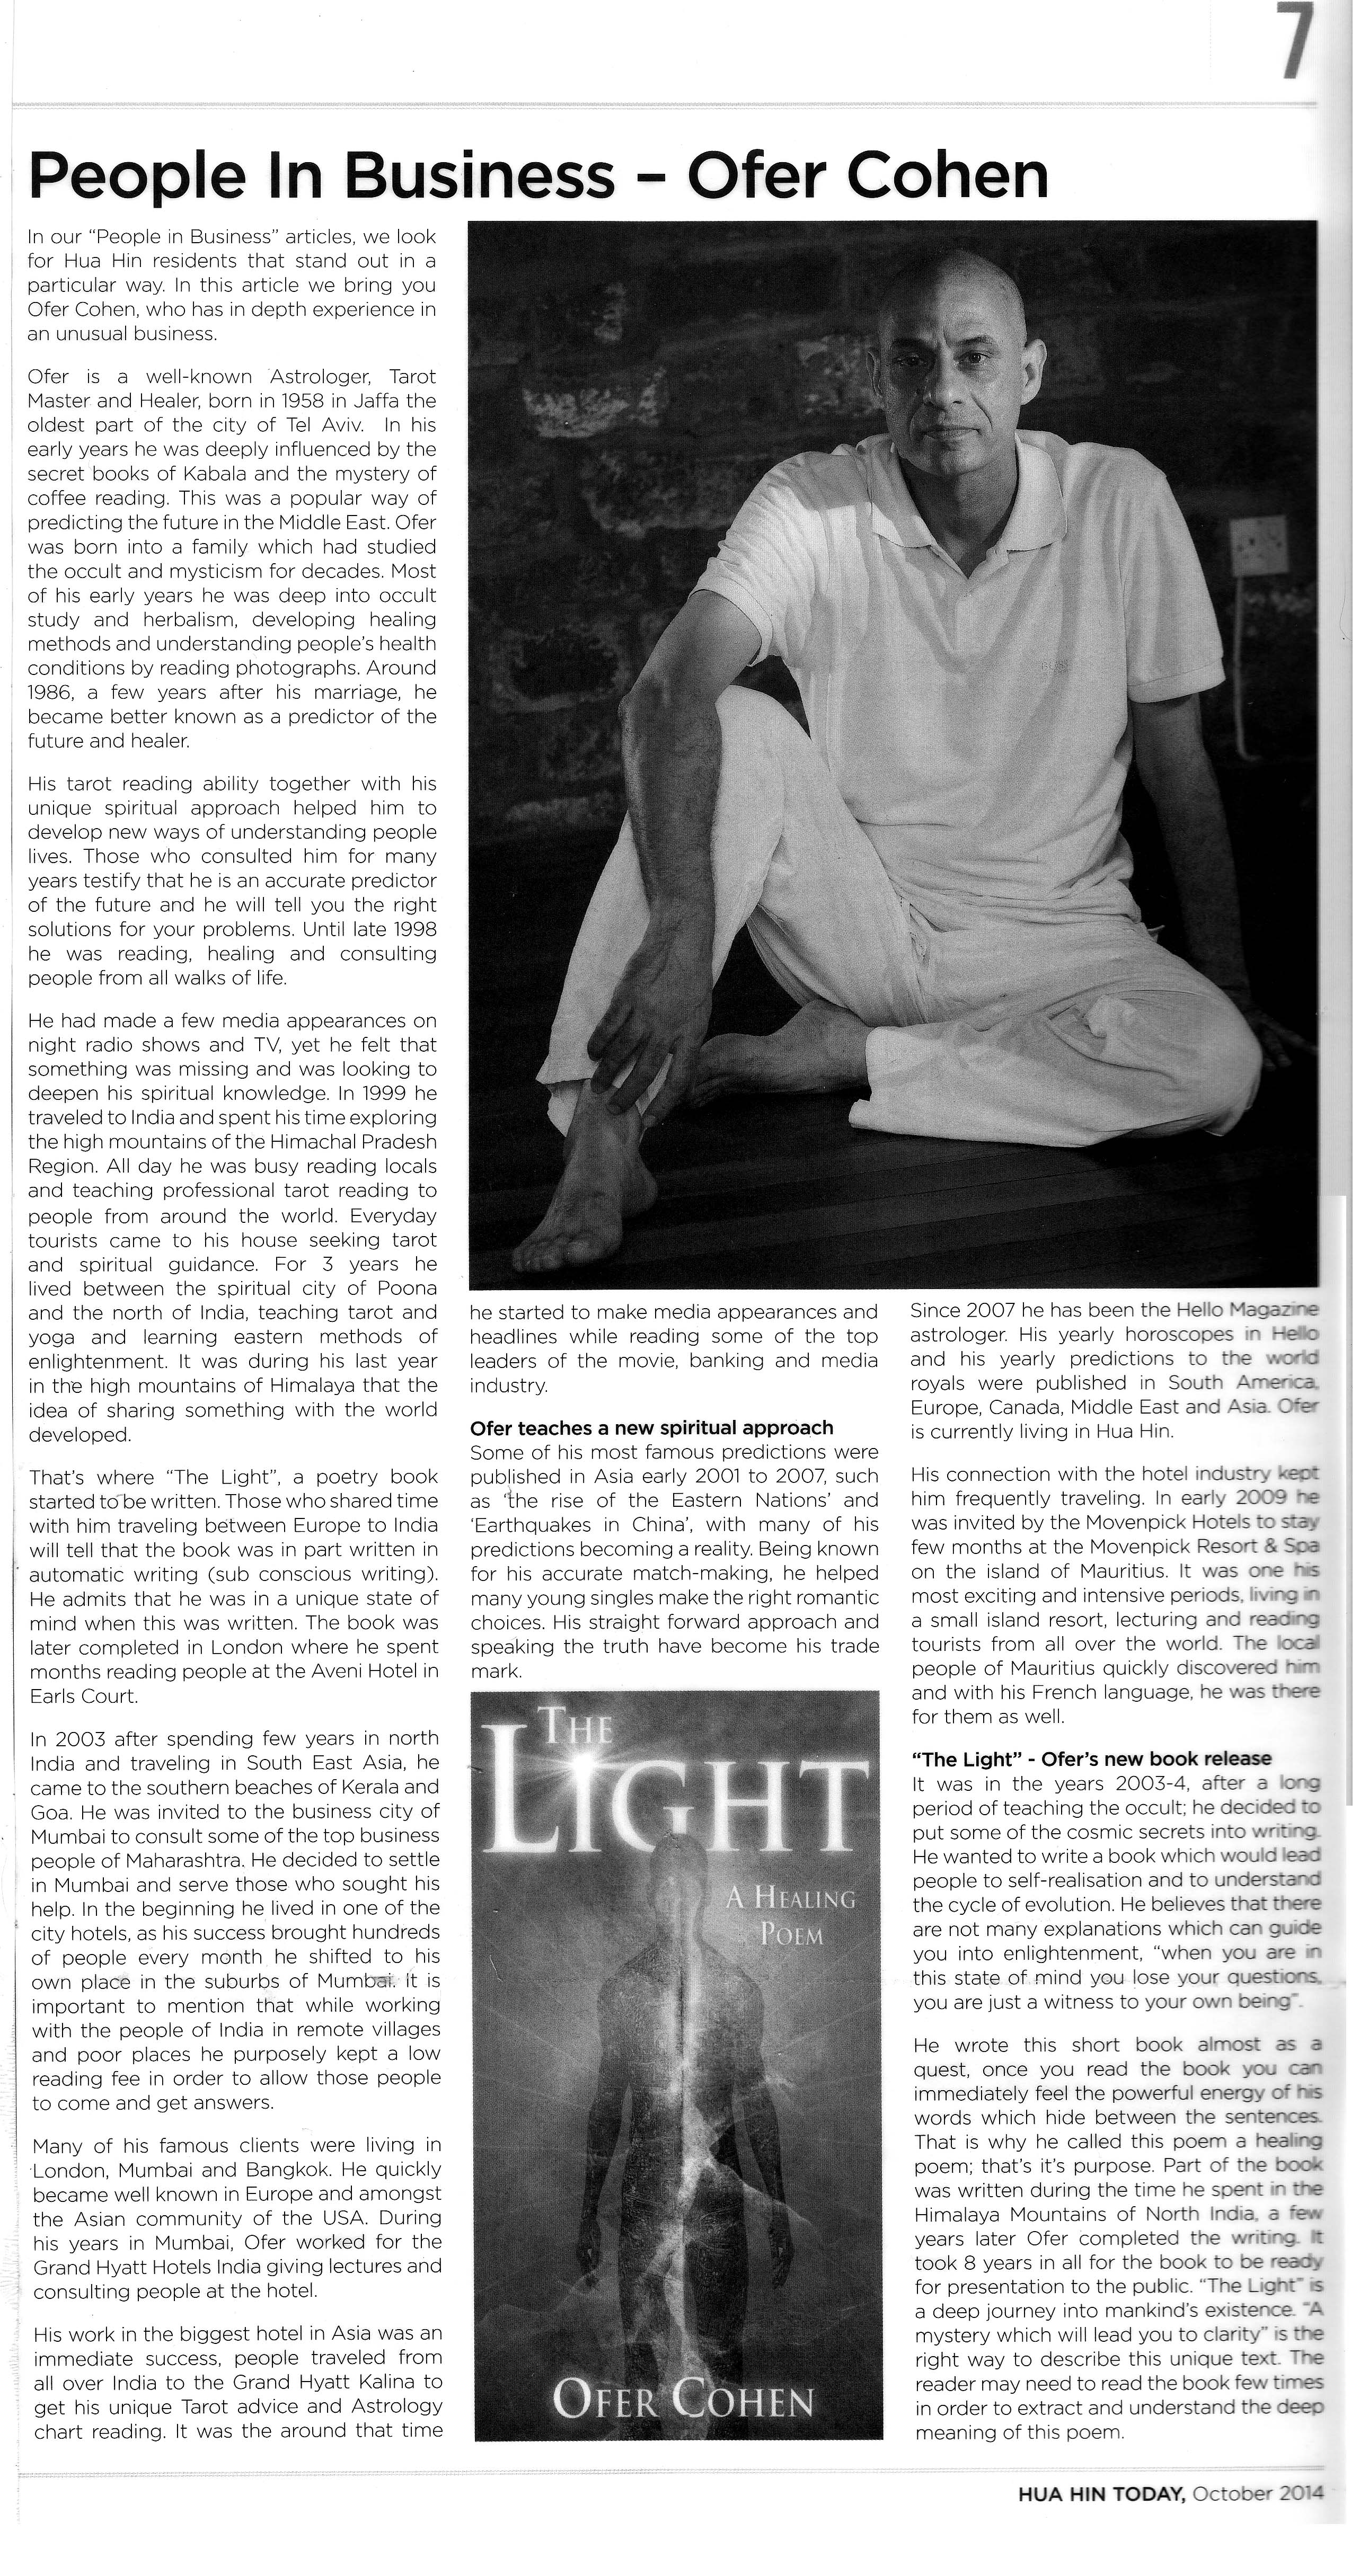 7
People In Business – Ofer Cohen
In our “People in Business” articles, we look
for Hua Hin residents that stand out in a
particular way. In this article we bring you
Ofer Cohen, who has in depth experience in
an unusual business.
Ofer is a well-known Astrologer, Tarot
Master and Healer, born in 1958 in Jaffa the
oldest part of the city of Tel Aviv. In his
early years he was deeply influenced by the
secret books of Kabala and the mystery of
coffee reading. This was a popular way of
predicting the future in the Middle East. Ofer
was born into a family which had studied
the occult and mysticism for decades. Most
of his early years he was deep into occult
study and herbalism, developing healing
methods and understanding people’s health
conditions by reading photographs. Around
1986, a few years after his marriage, he
became better known as a predictor of the
future and healer.
His tarot reading ability together with his
unique spiritual approach helped him to
develop new ways of understanding people
lives. Those who consulted him for many
years testify that he is an accurate predictor
of the future and he will tell you the right
solutions for your problems. Until late 1998
he was reading, healing and consulting
people from all walks of life.
He had made a few media appearances on
night radio shows and TV, yet he felt that
something was missing and was looking to
deepen his spiritual knowledge. In 1999 he
traveled to India and spent his time exploring
the high mountains of the Himachal Pradesh
Region. All day he was busy reading locals
and teaching professional tarot reading to
people from around the world. Everyday
tourists came to his house seeking tarot
and spiritual guidance. For 3 years he
lived between the spiritual city of Poona
and the north of India, teaching tarot and
yoga and learning eastern methods of
enlightenment. It was during his last year
in the high mountains of Himalaya that the
idea of sharing something with the world
developed.
That’s where “The Light”, a poetry book
started to be written. Those who shared time
with him traveling between Europe to India
will tell that the book was in part written in
automatic writing (sub conscious writing).
He admits that he was in a unique state of
mind when this was written. The book was
later completed in London where he spent
months reading people at the Aveni Hotel in
Earls Court.
In 2003 after spending few years in north
India and traveling in South East Asia, he
came to the southern beaches of Kerala and
Goa. He was invited to the business city of
Mumbai to consult some of the top business
people of Maharashtra. He decided to settle
in Mumbai and serve those who sought his
help. In the beginning he lived in one of the
city hotels, as his success brought hundreds
of people every month he shifted to his
own place in the suburbs of Mumbai. It is
important to mention that while working
with the people of India in remote villages
and poor places he purposely kept a low
reading fee in order to allow those people
to come and get answers.
Many of his famous clients were living in
London, Mumbai and Bangkok. He quickly
became well known in Europe and amongst
the Asian community of the USA. During
his years in Mumbai, Ofer worked for the
Grand Hyatt Hotels India giving lectures and
consulting people at the hotel.
His work in the biggest hotel in Asia was an
immediate success, people traveled from
all over India to the Grand Hyatt Kalina to
get his unique Tarot advice and Astrology
chart reading. It was the around that time
he started to make media appearances and
headlines while reading some of the top
leaders of the movie, banking and media
industry.
Ofer teaches a new spiritual approach
Some of his most famous predictions were
published in Asia early 2001 to 2007, such
as ‘the rise of the Eastern Nations’ and
‘Earthquakes in China’, with many of his
predictions becoming a reality. Being known
for his accurate match-making, he helped
many young singles make the right romantic
choices. His straight forward approach and
speaking the truth have become his trade
mark.
THE
LIGHT
A HEALING
POEM
OFER COHEN
Since 2007 he has been the Hello Magazine
astrologer. His yearly horoscopes in Hello
and his yearly predictions to the world
royals were published in South America,
Europe, Canada, Middle East and Asia. Ofer
is currently living in Hua Hin.
His connection with the hotel industry kept
him frequently traveling. In early 2009 he
was invited by the Movenpick Hotels to stay
few months at the Movenpick Resort & Spa
on the island of Mauritius. It was one his
most exciting and intensive periods, living in
a small island resort, lecturing and reading
tourists from all over the world. The local
people of Mauritius quickly discovered him
and with his French language, he was there
for them as well.
“The Light” - Ofer’s new book release
It was in the years 2003-4, after a long
period of teaching the occult; he decided to
put some of the cosmic secrets into writing.
He wanted to write a book which would lead
people to self-realisation and to understand
the cycle of evolution. He believes that there
are not many explanations which can guide
you into enlightenment, “when you are in
this state of mind you lose your questions,
you are just a witness to your own being”.
He wrote this short book almost as a
quest, once you read the book you can
immediately feel the powerful energy of his
words which hide between the sentences.
That is why he called this poem a healing
poem; that’s it’s purpose. Part of the book
was written during the time he spent in the
Himalaya Mountains of North India, a few
years later Ofer completed the writing. It
took 8 years in all for the book to be ready
for presentation to the public. “The Light” is
a deep journey into mankind’s existence. “A
mystery which will lead you to clarity” is the
right way to describe this unique text. The
reader may need to read the book few times
in order to extract and understand the deep
meaning of this poem.
HUA HIN TODAY, October 2014